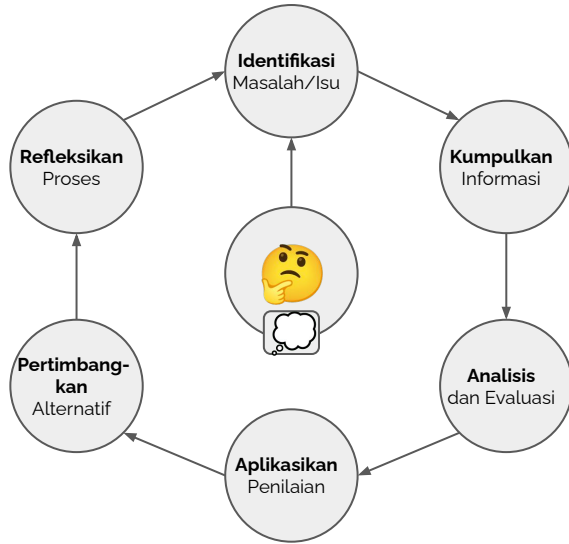 Identifikasi
Masalah/Isu
Kumpulkan
Informasi
Analisis
dan Evaluasi
Aplikasikan
Penilaian
Pertimbang-
kan
Alternatif
Refleksikan
Proses